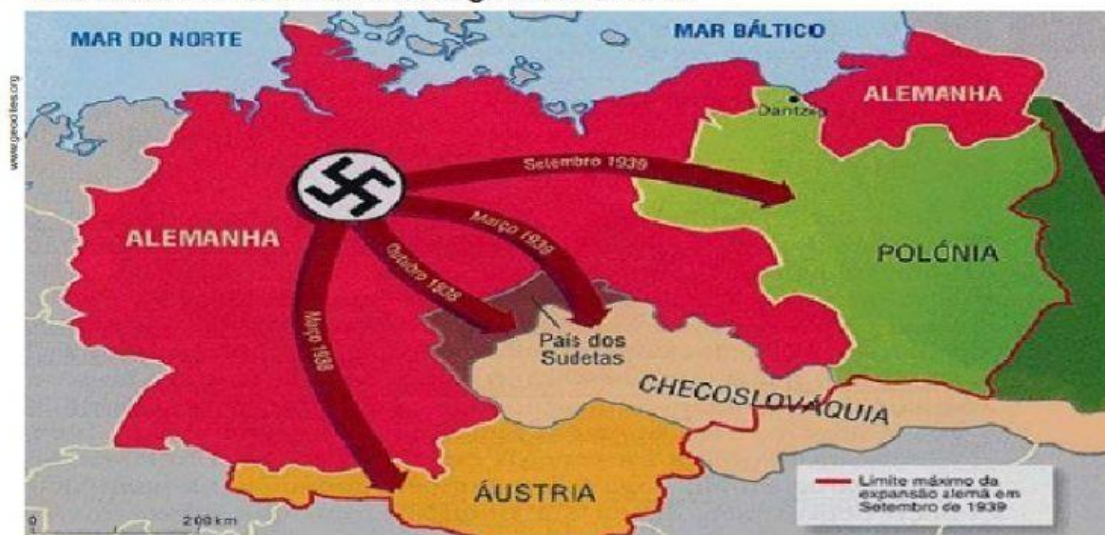 MAR DO NORTE
MAR BÁLTICO
ALEMANHA
Dantzig
Setembro 1939
Março 1939
ALEMANHA
Outubro 1938
Março 1938
POLÓNIA
País dos
Sudetas
CHECOSLOVÁQUIA
ÁUSTRIA
Limite máximo da
expansão alemã em
Setembro de 1939
0 200 km